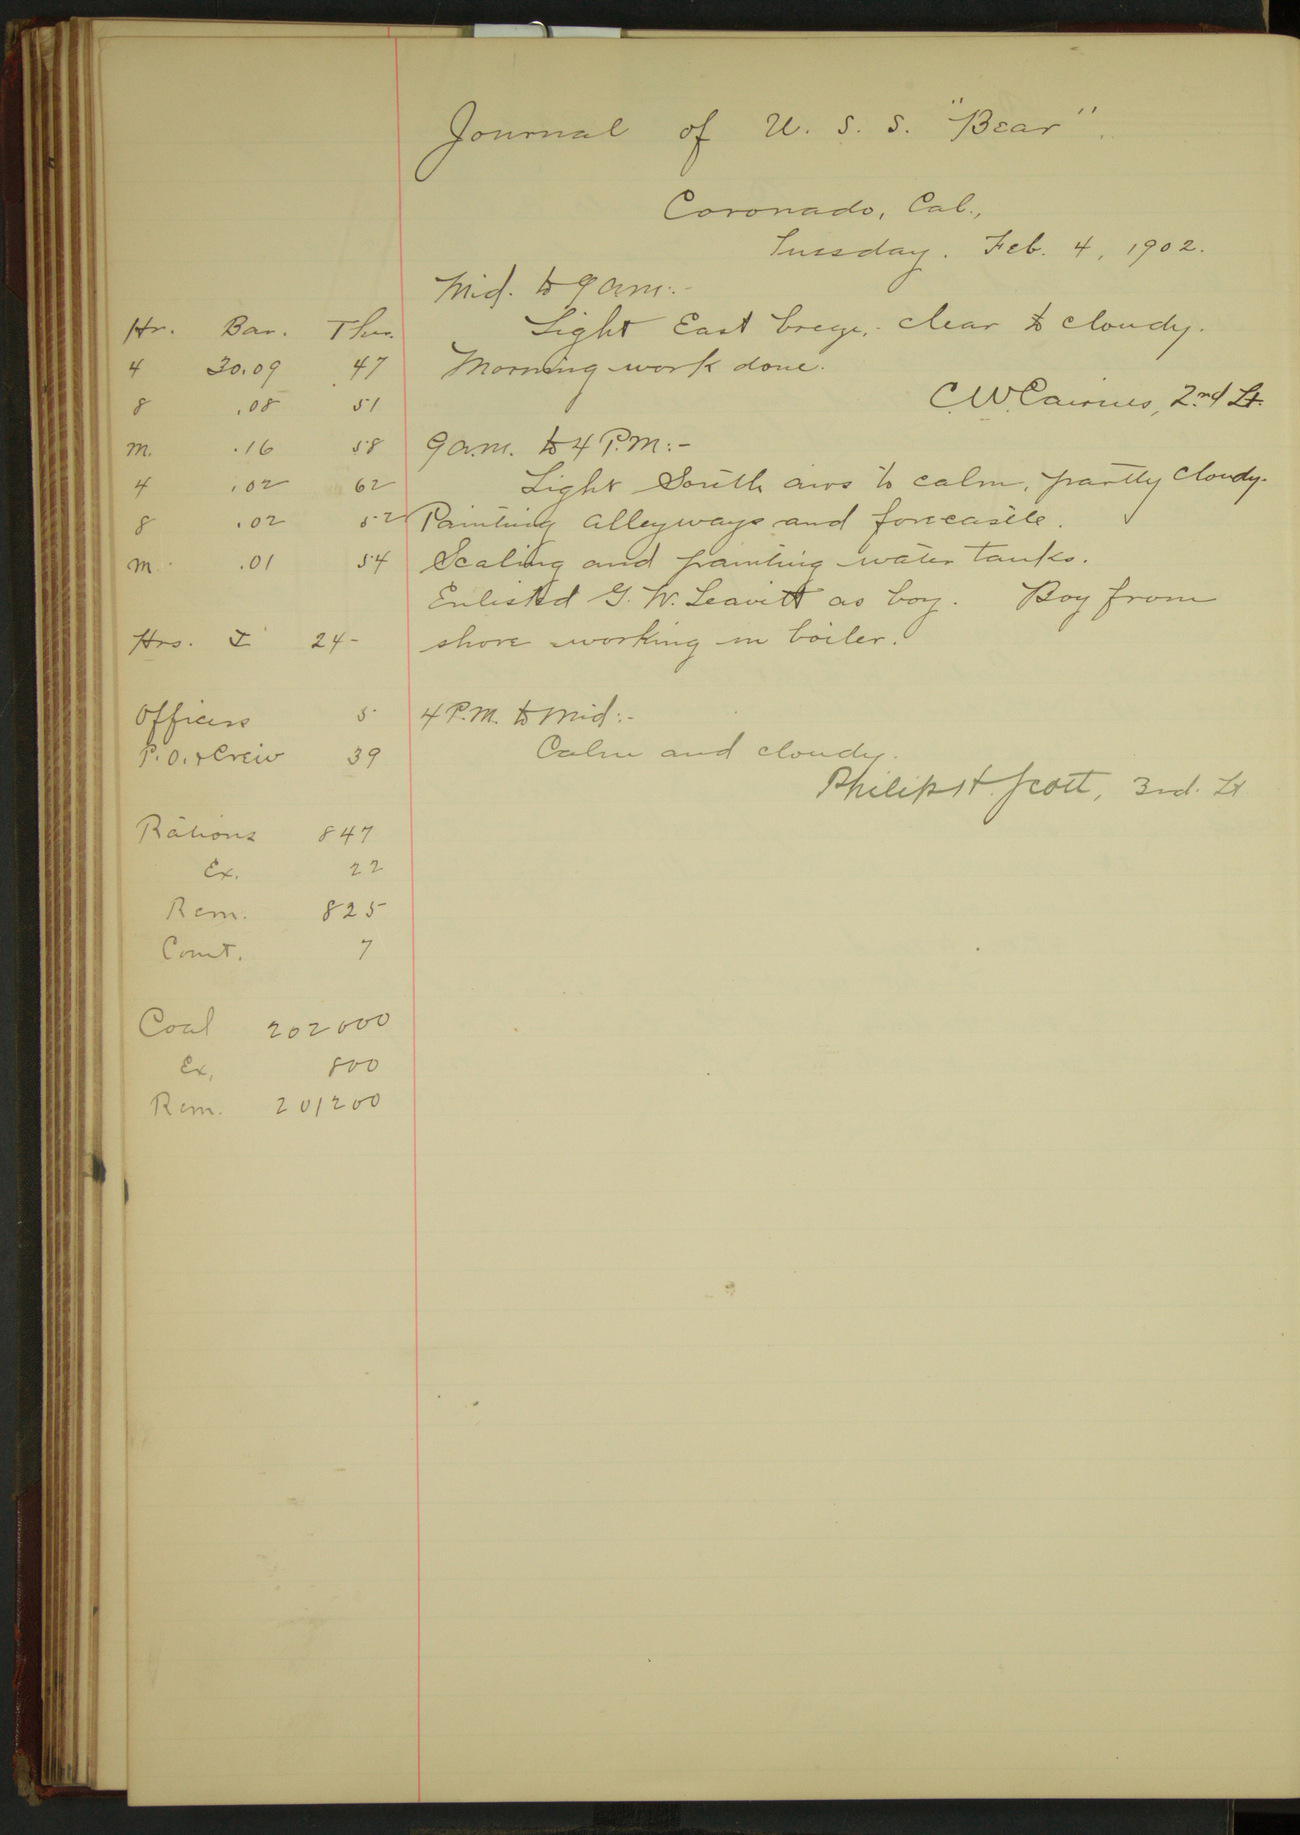 Journal of U. S. S. "Bear".
Coronado, Cal.,
Tuesday. Feb. 4, 1902.
Mid. to 9 a.m.:-
Hr. Bar. Ther.
Light East breeze, clear to cloudy.
4 30.09 47
Morning work done.
8 .08 51
C. W. Cairnes, 2nd Lt.
m. .16 58
9 a.m. to 4 P.M:-
4 .02 62
Light South airs to calm, partly cloudy.
8 .02 52
Painting alleyways and forecastle.
m. .01 54
Scaling and painting water tanks.
Enlisted G. W. Leavitt as boy. Boy from
Hrs. I 24-
shore working in boiler.
Officers 5
4 P.M. to Mid:-
P.O. & Crew 39
Calm and cloudy.
Philip H. Scott, 3rd. Lt
Rations 847
Ex. 22
Rem. 825
Comt. 7
Coal 202000
Ex. 800
Rem. 201200